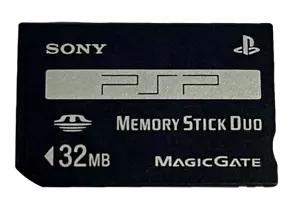 SONY
PSP
MEMORY STICK DUO
32MB
MAGICGATE